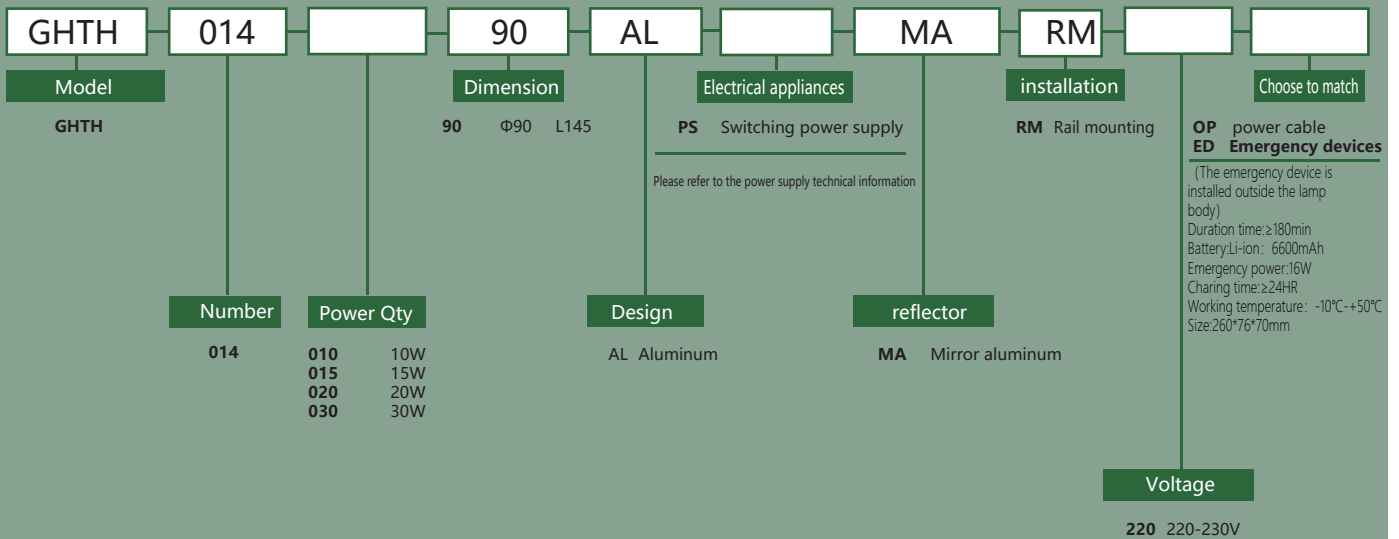 GHTH 014 90 AL MA RM
Model
GHTH
Dimension
90 Φ90 L145
Electrical appliances
PS Switching power supply
Please refer to the power supply technical information
installation
RM Rail mounting
Choose to match
OP power cable
ED Emergency devices
(The emergency device is
installed outside the lamp
body)
Duration time:≥180min
Battery:Li-ion: 6600mAh
Emergency power:16W
Charing time:≥24HR
Working temperature: -10℃-+50℃
Size:260*76*70mm
Number
014
Power Qty
010 10W
015 15W
020 20W
030 30W
Design
AL Aluminum
reflector
MA Mirror aluminum
Voltage
220 220-230V